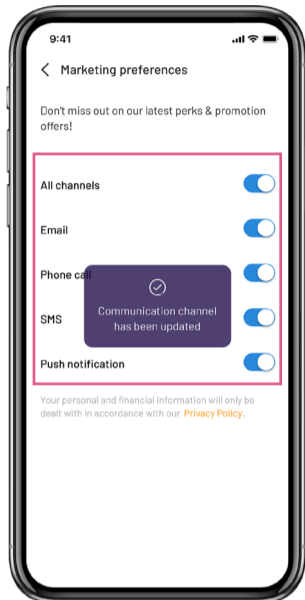 9:41
Marketing preferences
Don't miss out on our latest perks & promotion
offers!
All channels
Email
Phone call
Communication channel
has been updated
SMS
Push notification
Your personal and financial information will only be
dealt with in accordance with our Privacy Policy.